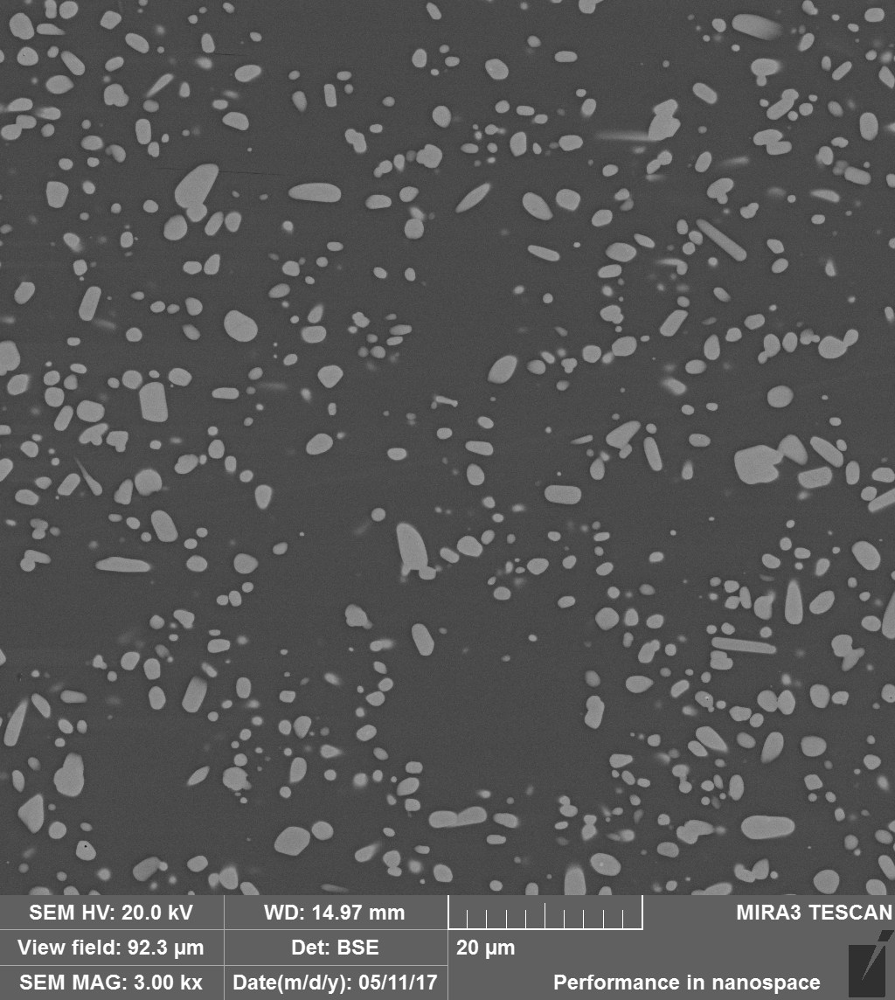 SEM HV: 20.0 kV
WD: 14.97 mm
MIRA3 TESCAN
View field: 92.3 µm
Det: BSE
20 µm
SEM MAG: 3.00 kx
Date(m/d/y): 05/11/17
Performance in nanospace